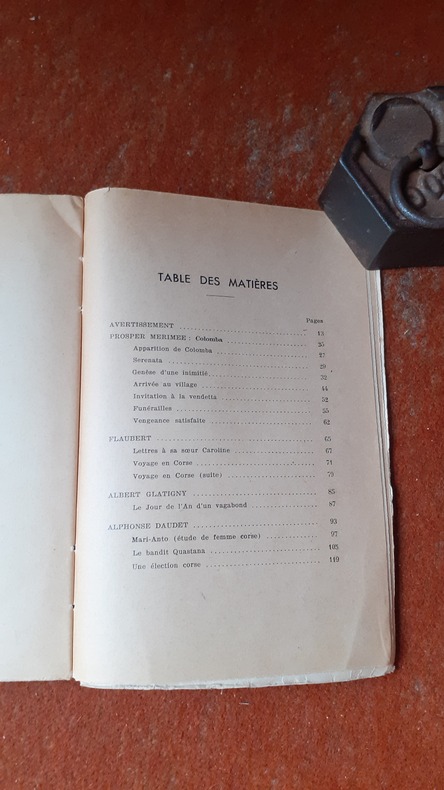 TABLE DES MATIÈRES
Pages
AVERTISSEMENT 13
PROSPER MERIMEE : Colomba 25
Apparition de Colomba 27
Serenata 29
Genèse d'une inimitié 32
Arrivée au village 44
Invitation à la vendetta 52
Funérailles 55
Vengeance satisfaite 62
FLAUBERT 65
Lettres à sa sœur Caroline 67
Voyage en Corse 71
Voyage en Corse (suite) 79
ALBERT GLATIGNY 85
Le Jour de l'An d'un vagabond 87
ALPHONSE DAUDET 93
Mari-Anto (étude de femme corse) 97
Le bandit Quastana 105
Une élection corse 119